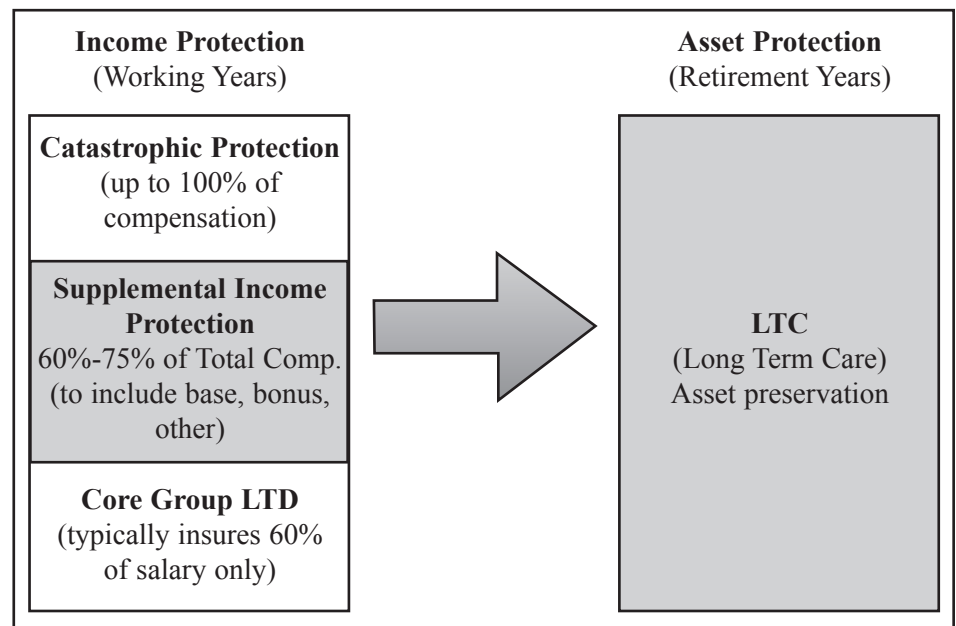 Income Protection
(Working Years)
Catastrophic Protection
(up to 100% of
compensation)
Supplemental Income
Protection
60%-75% of Total Comp.
(to include base, bonus,
other)
Core Group LTD
(typically insures 60%
of salary only)
Asset Protection
(Retirement Years)
LTC
(Long Term Care)
Asset preservation